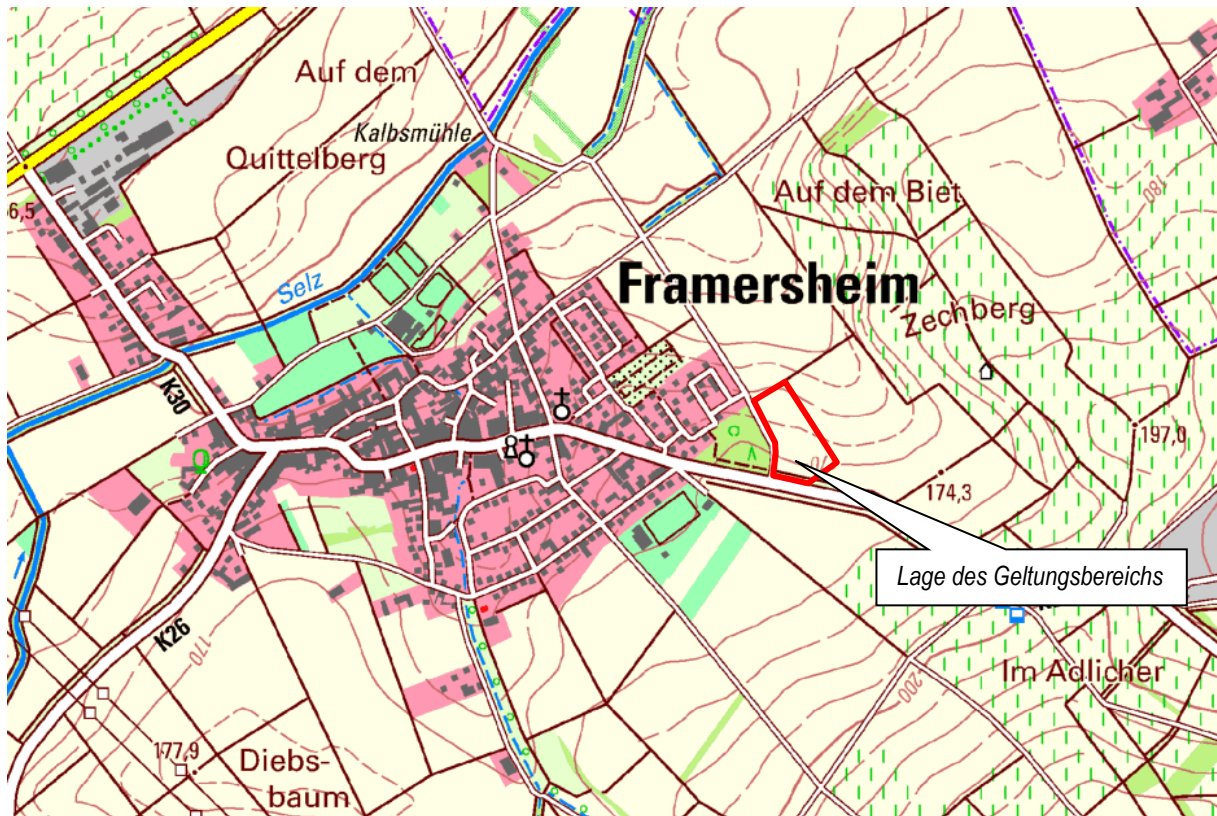 Auf dem
Kalbsmühle
Quittelberg
6,5
Auf dem Biet
180
Selz
Framersheim
Zechberg
K30
197,0
174,3
Lage des Geltungsbereichs
K26
170
Im Adlicher
200
177,9
Diebs-
baum